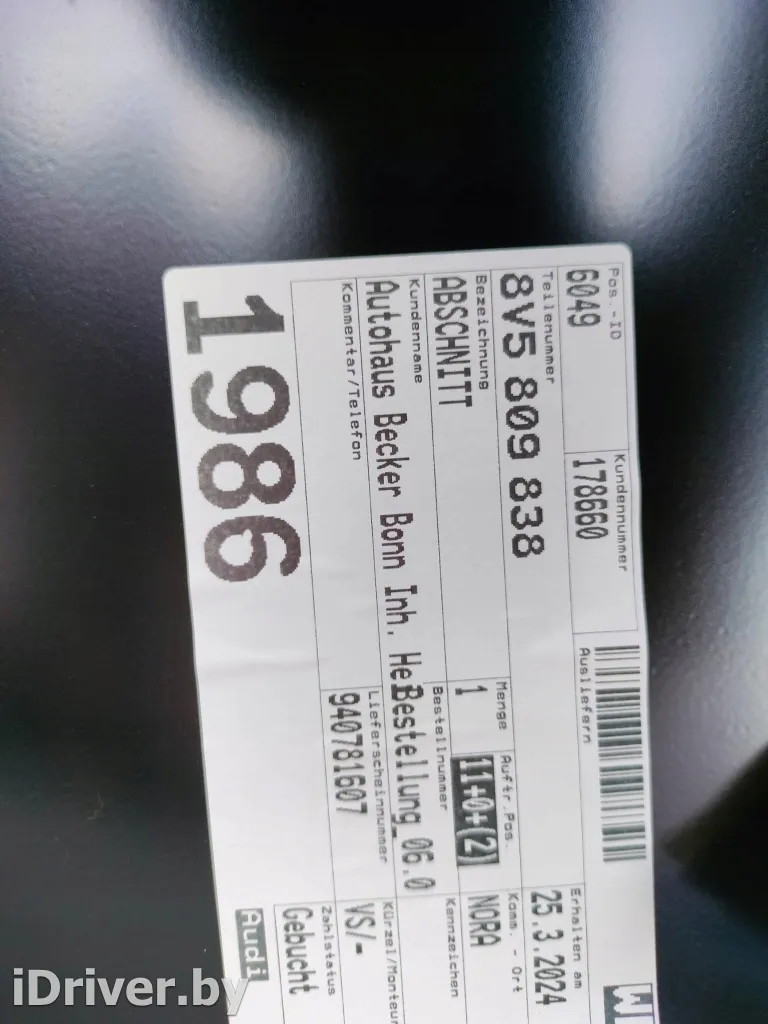 Pos.-ID Kundennummer
6049 178660
Ausliefern Erhalten am
Teilenummer 25.3.2024
8V5 809 838
Bezeichnung Menge Auftr.Pos. Komm. - Ort
ABSCHNITT 1 11+0+(2) NORA
Kundenname Bestellnummer Kennzeichen
Autohaus Becker Bonn Inh. He Bestellung_06.0
Kommentar/Telefon Lieferscheinnummer Kürzel/Monteur
940781607 VS/-
Zahlstatus
Gebucht
1986
Audi
iDriver.by